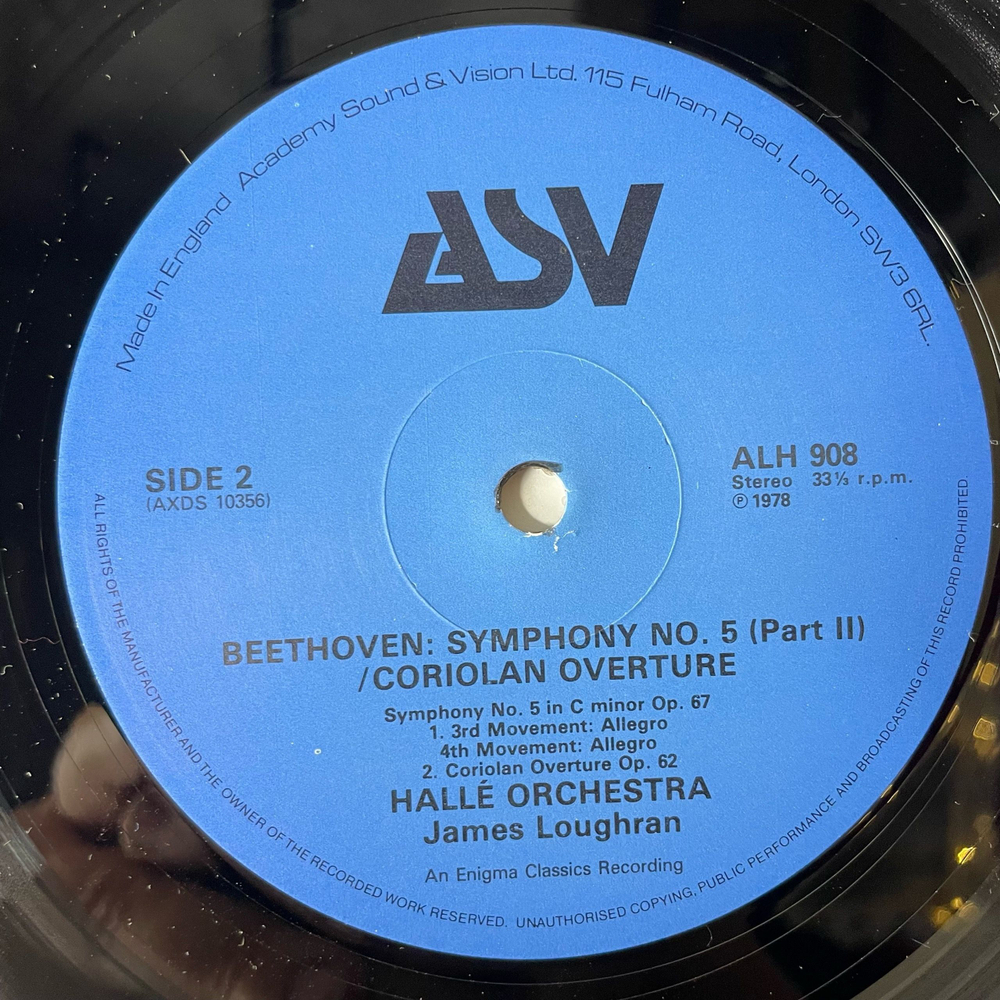 Made In England Academy Sound & Vision Ltd. 115 Fulham Road, London SW3 6RL.
ASV
SIDE 2
(AXDS 10356)
ALH 908
Stereo 33⅓ r.p.m.
℗ 1978
BEETHOVEN: SYMPHONY NO. 5 (Part II)
/CORIOLAN OVERTURE
Symphony No. 5 in C minor Op. 67
1. 3rd Movement: Allegro
4th Movement: Allegro
2. Coriolan Overture Op. 62
HALLÉ ORCHESTRA
James Loughran
An Enigma Classics Recording
ALL RIGHTS OF THE MANUFACTURER AND THE OWNER OF THE RECORDED WORK RESERVED. UNAUTHORISED COPYING, PUBLIC PERFORMANCE AND BROADCASTING OF THIS RECORD PROHIBITED.